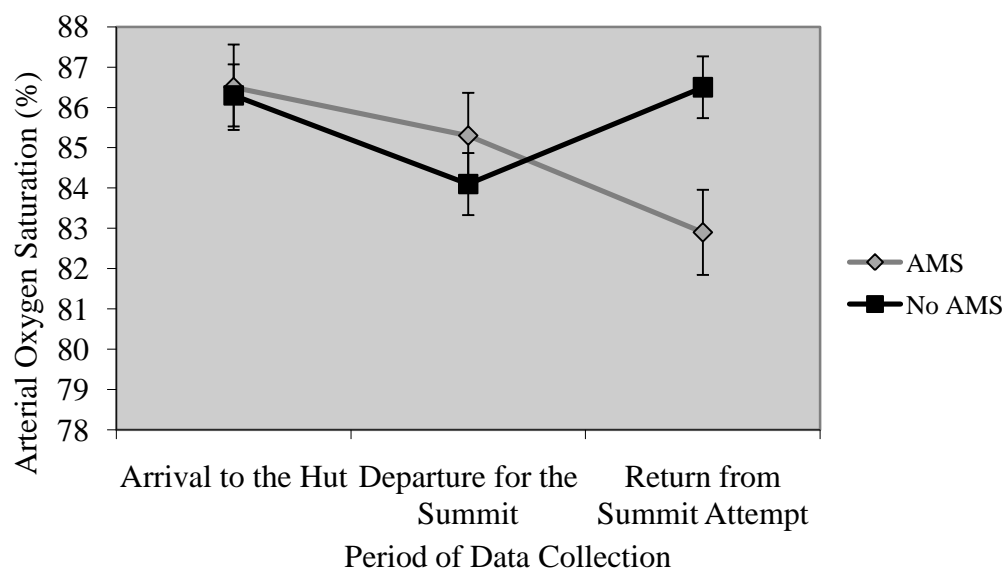 Arterial Oxygen Saturation (%)
88
87
86
85
84
83
82
81
80
79
78
Arrival to the Hut
Departure for the
Summit
Return from
Summit Attempt
Period of Data Collection
AMS
No AMS